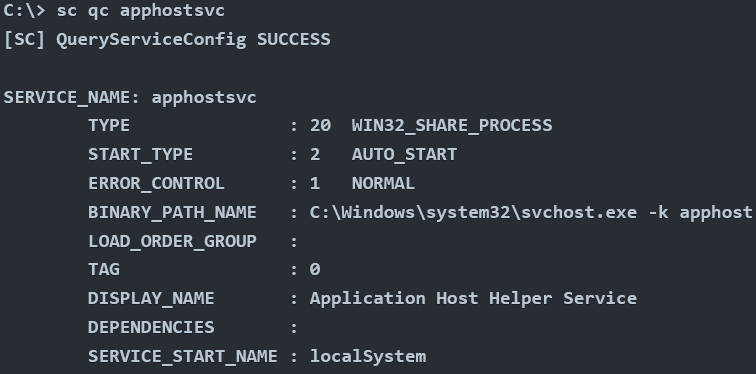 C:\> sc qc apphostsvc
[SC] QueryServiceConfig SUCCESS

SERVICE_NAME: apphostsvc
        TYPE               : 20  WIN32_SHARE_PROCESS
        START_TYPE         : 2   AUTO_START
        ERROR_CONTROL      : 1   NORMAL
        BINARY_PATH_NAME   : C:\Windows\system32\svchost.exe -k apphost
        LOAD_ORDER_GROUP   :
        TAG                : 0
        DISPLAY_NAME       : Application Host Helper Service
        DEPENDENCIES       :
        SERVICE_START_NAME : localSystem